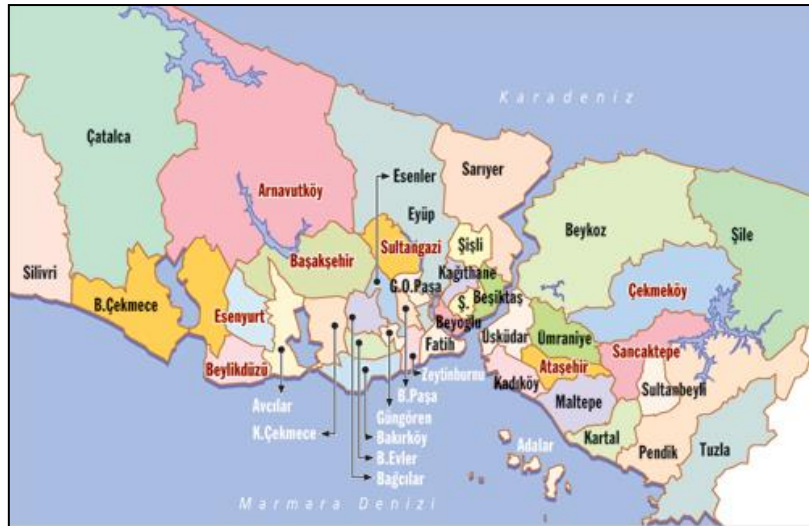 Karadeniz
Çatalca
Arnavutköy
Esenler
Sarıyer
Eyüp
Beykoz
Şile
Silivri
B.Çekmece
Başakşehir
Sultangazi
Şişli
Kağıthane
G.O.Paşa
Beşiktaş
Ş.
Çekmeköy
Esenyurt
Beyoğlu
Fatih
Üsküdar
Ümraniye
Sancaktepe
Beylikdüzü
Zeytinburnu
Ataşehir
Kadıköy
Sultanbeyli
Avcılar
B.Paşa
Maltepe
K.Çekmece
Güngören
Kartal
Bakırköy
Adalar
Pendik
Tuzla
B.Evler
Bağcılar
Marmara Denizi